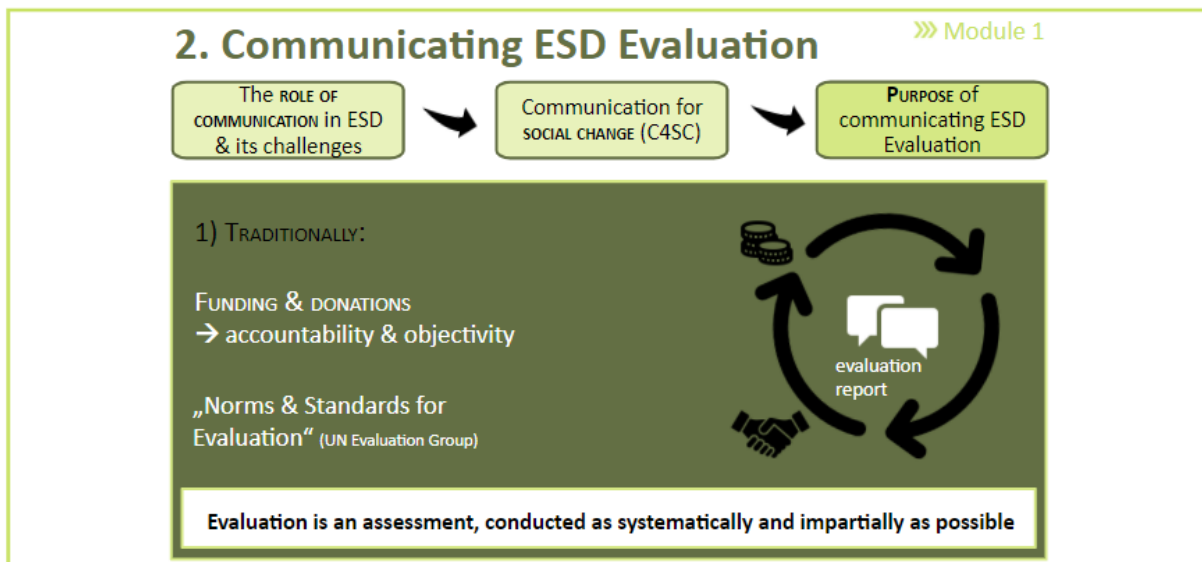 2. Communicating ESD Evaluation
⋙ Module 1
The ROLE OF
COMMUNICATION in ESD
& its challenges
Communication for
SOCIAL CHANGE (C4SC)
PURPOSE of
communicating ESD
Evaluation
1) TRADITIONALLY:
FUNDING & DONATIONS
→ accountability & objectivity
„Norms & Standards for
Evaluation“ (UN Evaluation Group)
evaluation
report
Evaluation is an assessment, conducted as systematically and impartially as possible